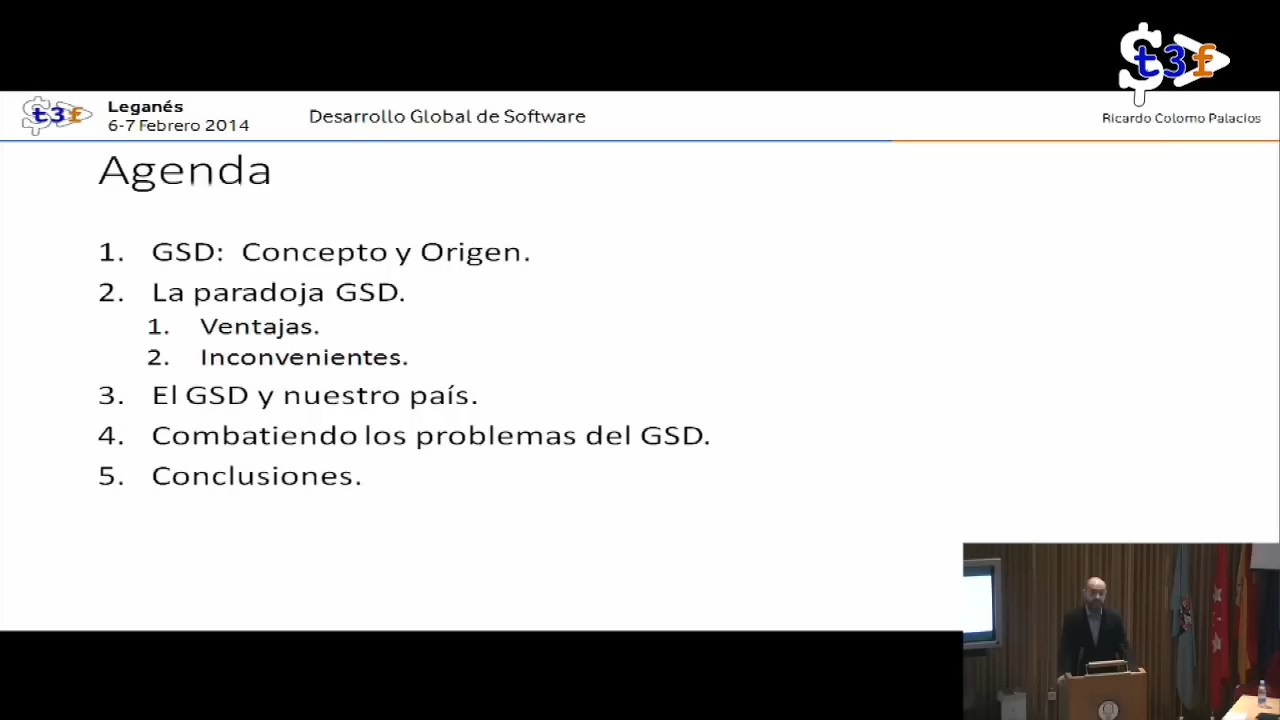 t3f
t3f
Leganés
6-7 Febrero 2014
Desarrollo Global de Software
Ricardo Colomo Palacios
Agenda
1. GSD: Concepto y Origen.
2. La paradoja GSD.
1. Ventajas.
2. Inconvenientes.
3. El GSD y nuestro país.
4. Combatiendo los problemas del GSD.
5. Conclusiones.